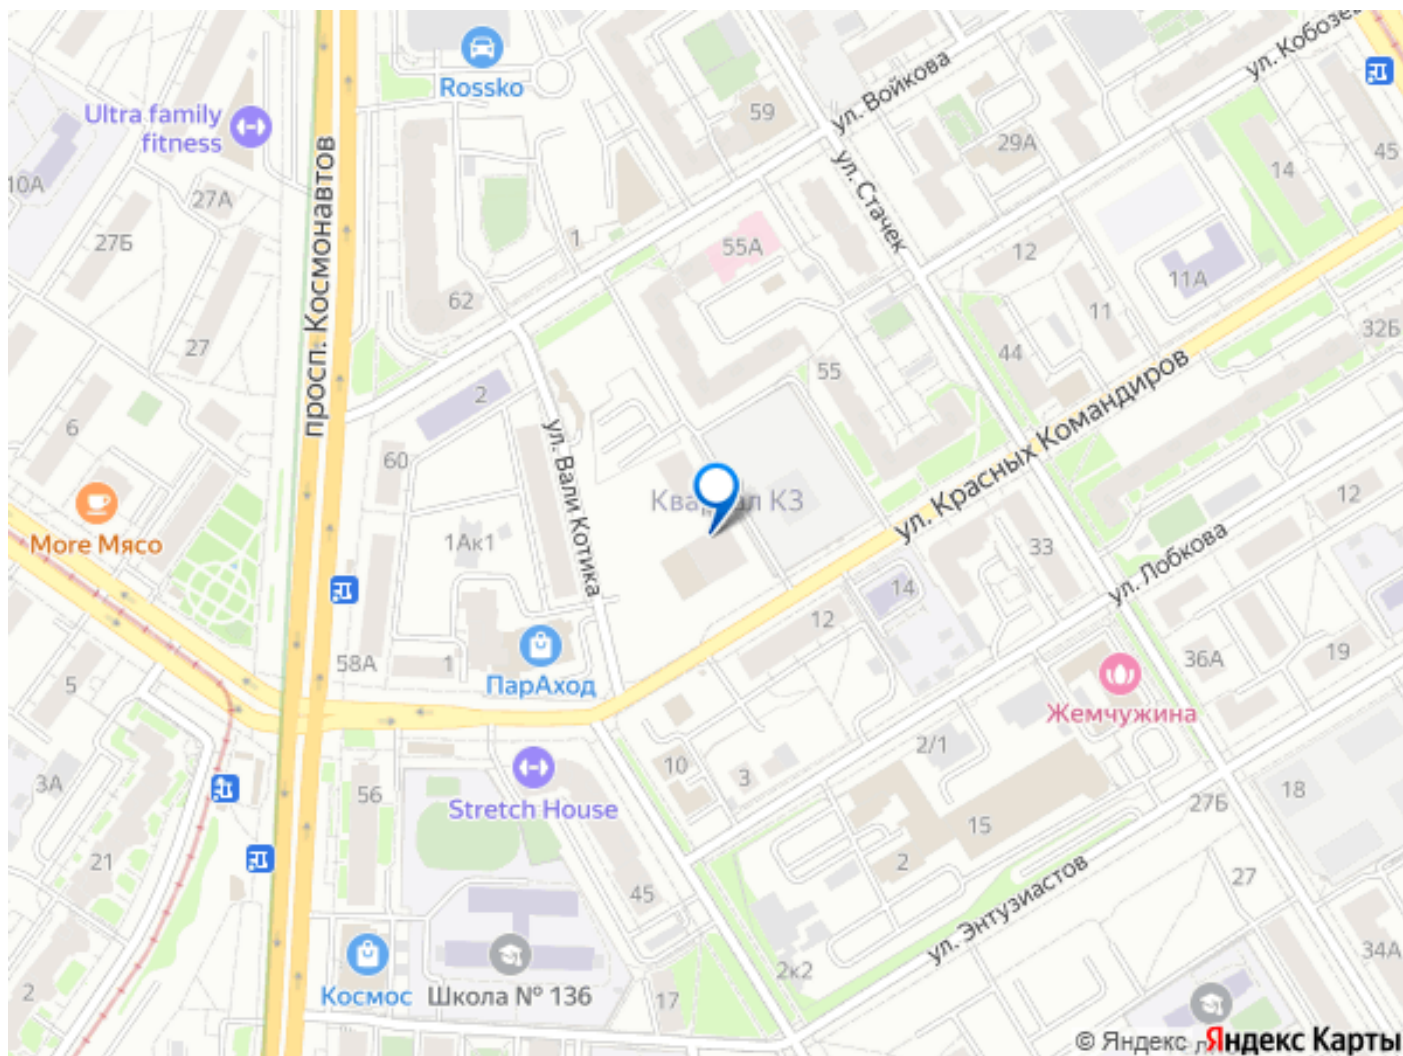 Rossko
Ultra family
fitness
10А
27А
27Б
27
просп. Космонавтов
62
1
59
ул. Войкова
ул. Кобозе
29А
14
45
ул. Стачек
55А
12
11А
11
44
55
32Б
6
2
60
ул. Вали Котика
ул. Красных Командиров
Квартал К3
More Мясо
1Ак1
33
12
ул. Лобкова
14
12
58А
1
ПарАход
5
36А
19
Жемчужина
2/1
10
3
3А
56
Stretch House
18
27Б
15
2
21
45
27
ул. Энтузиастов
34А
2к2
Космос
Школа № 136
17
2
© Яндекс
Яндекс Карты